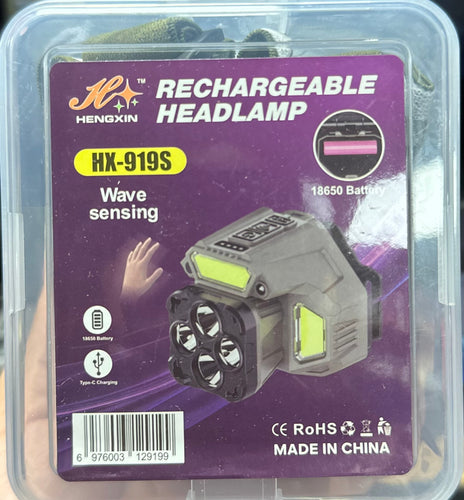 H ™
HENGXIN
RECHARGEABLE
HEADLAMP
HX-919S
Wave
sensing
18650 Battery
18650 Battery
Type-C Charging
CE RoHS
6 976003 129199
MADE IN CHINA